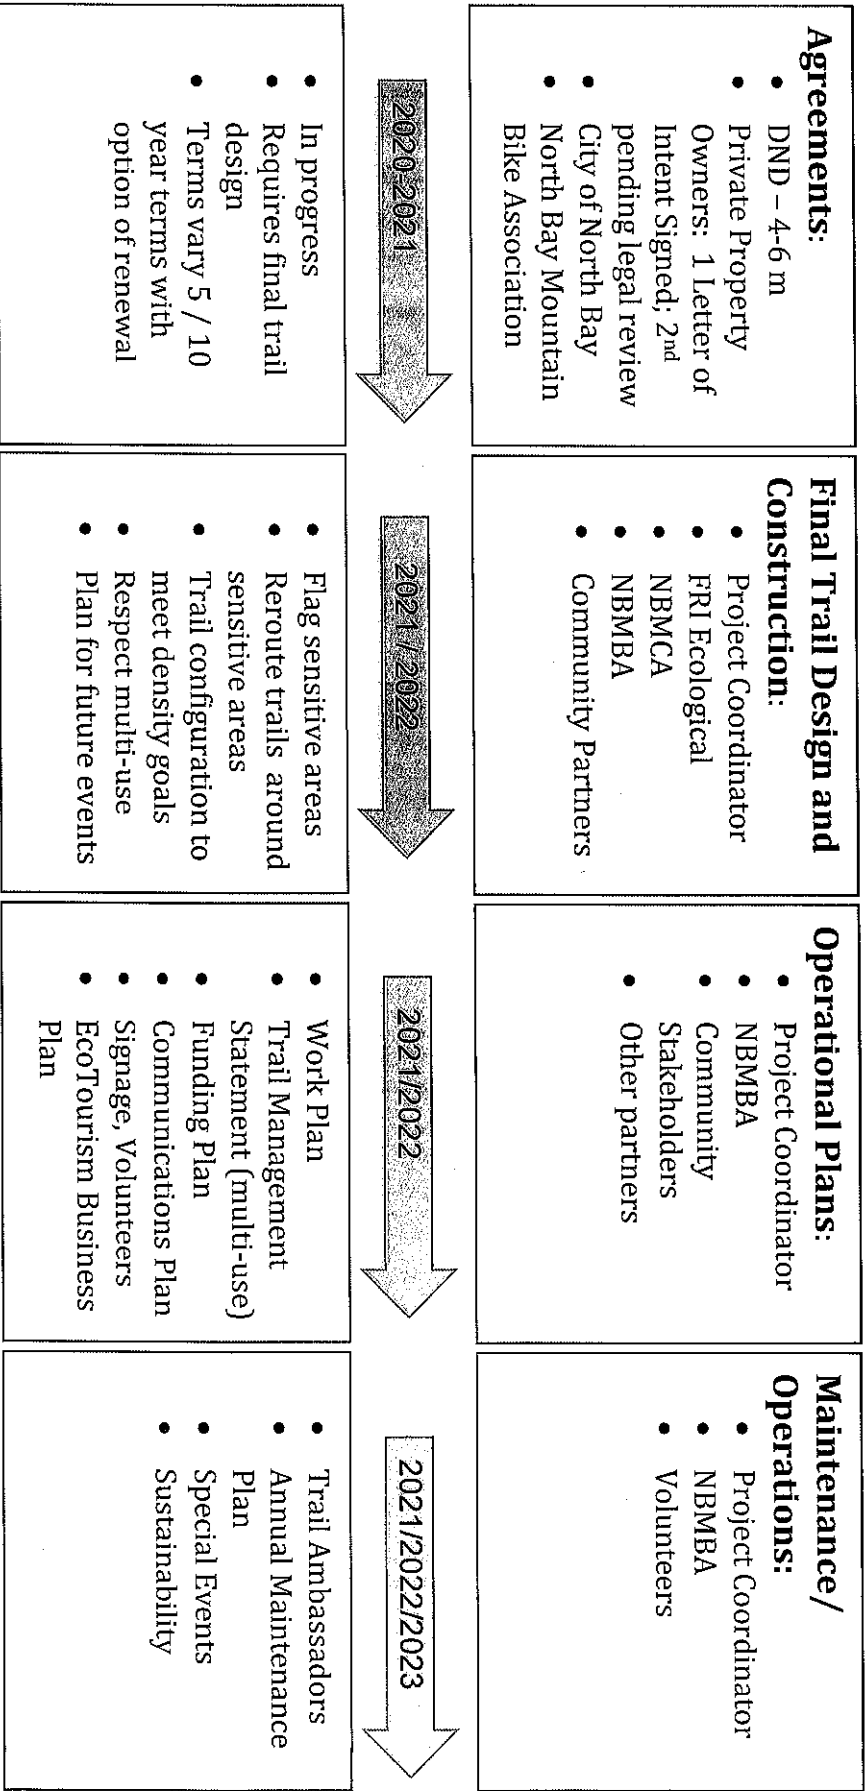 Agreements:
• DND – 4-6 m
• Private Property
Owners: 1 Letter of
Intent Signed; 2nd
pending legal review
• City of North Bay
• North Bay Mountain
Bike Association
Final Trail Design and
Construction:
• Project Coordinator
• FRI Ecological
• NBMCA
• NBMBA
• Community Partners
Operational Plans:
• Project Coordinator
• NBMBA
• Community
Stakeholders
• Other partners
Maintenance/
Operations:
• Project Coordinator
• NBMBA
• Volunteers
2020-2021
2021 / 2022
2021/2022
2021/2022/2023
• In progress
• Requires final trail
design
• Terms vary 5 / 10
year terms with
option of renewal
• Flag sensitive areas
• Reroute trails around
sensitive areas
• Trail configuration to
meet density goals
• Respect multi-use
• Plan for future events
• Work Plan
• Trail Management
Statement (multi-use)
• Funding Plan
• Communications Plan
• Signage, Volunteers
• EcoTourism Business
Plan
• Trail Ambassadors
• Annual Maintenance
Plan
• Special Events
• Sustainability